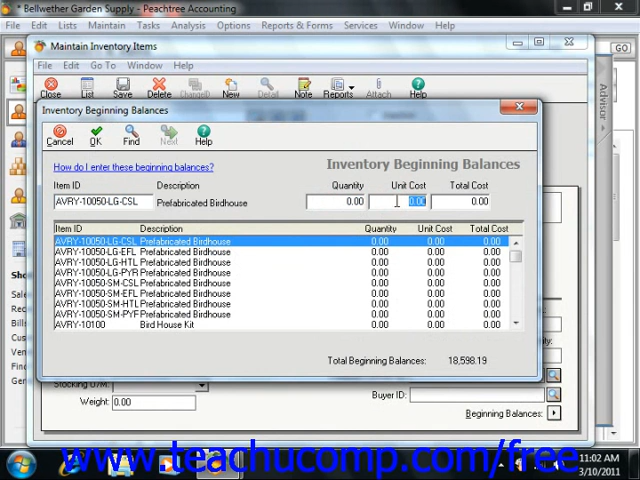 * Bellwether Garden Supply - Peachtree Accounting
File Edit Lists Maintain Tasks Analysis Options Reports & Forms Services Window Help
Maintain Inventory Items
GO
File Edit Go To Window Help
Close List Save Delete ChangeID New Detail Note Reports Attach Help
Advisor
Inventory Beginning Balances
Cancel OK Find Next Help
How do I enter these beginning balances?
Inventory Beginning Balances
Item ID Description Quantity Unit Cost Total Cost
AVRY-10050-LG-CSL Prefabricated Birdhouse 0.00 0.00 0.00
Item ID Description Quantity Unit Cost Total Cost
AVRY-10050-LG-CSL Prefabricated Birdhouse 0.00 0.00 0.00
AVRY-10050-LG-EFL Prefabricated Birdhouse 0.00 0.00 0.00
AVRY-10050-LG-HTL Prefabricated Birdhouse 0.00 0.00 0.00
AVRY-10050-LG-PYR Prefabricated Birdhouse 0.00 0.00 0.00
AVRY-10050-SM-CSL Prefabricated Birdhouse 0.00 0.00 0.00
AVRY-10050-SM-EFL Prefabricated Birdhouse 0.00 0.00 0.00
AVRY-10050-SM-HTL Prefabricated Birdhouse 0.00 0.00 0.00
AVRY-10050-SM-PYF Prefabricated Birdhouse 0.00 0.00 0.00
AVRY-10100 Bird House Kit 0.00 0.00 0.00
Total Beginning Balances: 18,598.19
Stocking U/M:
Weight: 0.00
Buyer ID:
Beginning Balances:
www.teachucomp.com/free
11:02 AM
3/10/2011